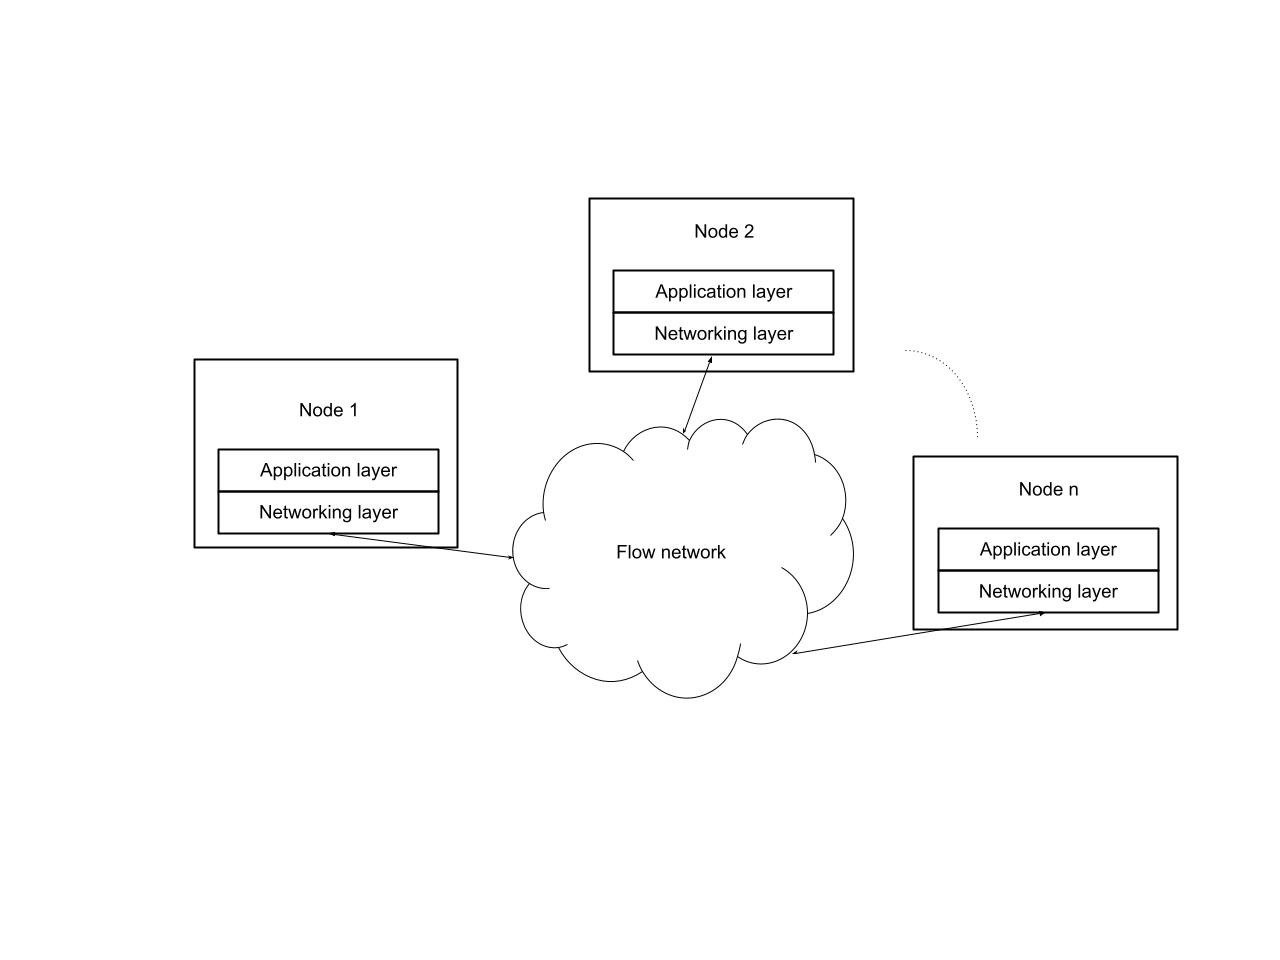 Node 2
Application layer
Networking layer
Node 1
Application layer
Networking layer
Flow network
Node n
Application layer
Networking layer